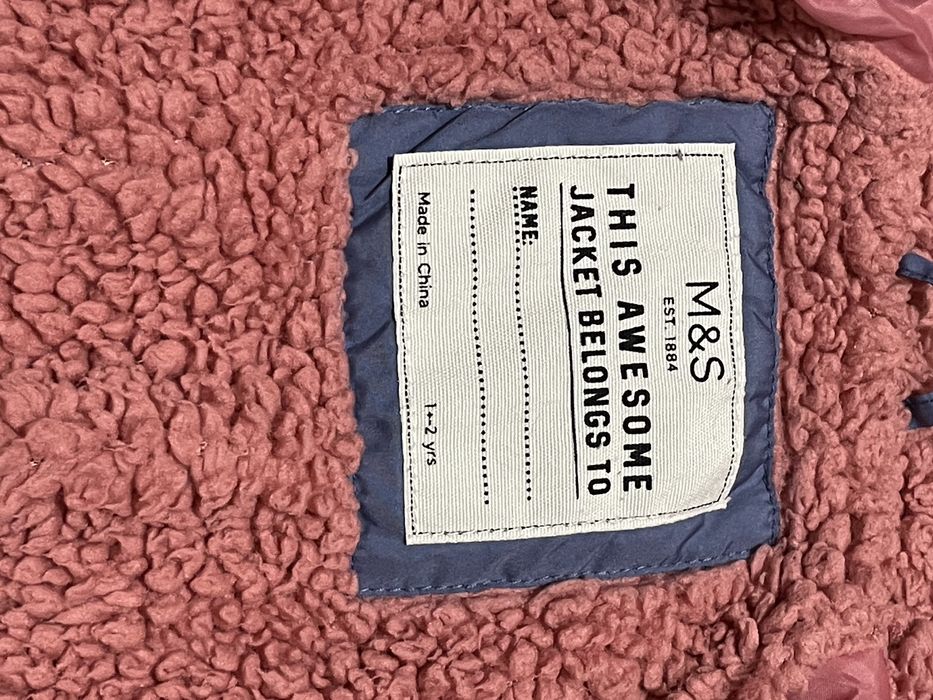 M&S
EST. 1884
THIS AWESOME
JACKET BELONGS TO
NAME:
Made in China 1-2 yrs